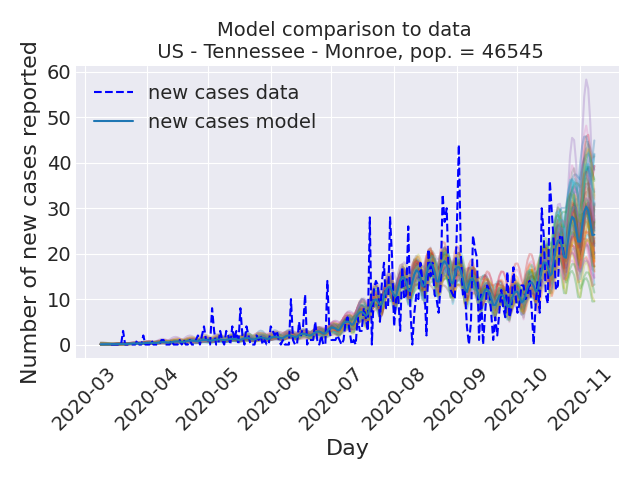 Model comparison to data
US - Tennessee - Monroe, pop. = 46545
Number of new cases reported
60
50
40
30
20
10
0
new cases data
new cases model
2020-03
2020-04
2020-05
2020-06
2020-07
2020-08
2020-09
2020-10
2020-11
Day